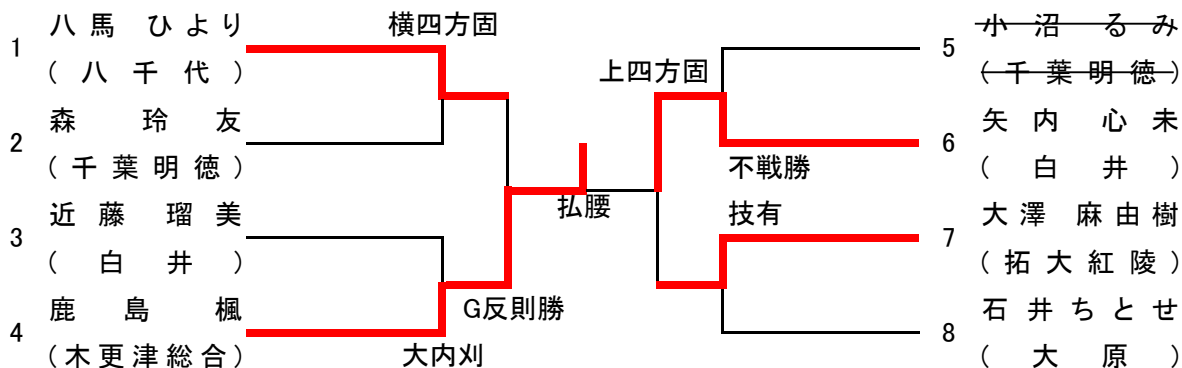 1
八馬 ひより
(八千代)
2
森 玲友
(千葉明徳)
3
近藤 瑠美
(白井)
4
鹿島 楓
(木更津総合)
横四方固
G反則勝
大内刈
払腰
上四方固
不戦勝
技有
5
小沼 るみ
(千葉明徳)
6
矢内 心未
(白井)
7
大澤 麻由樹
(拓大紅陵)
8
石井ちとせ
(大原)